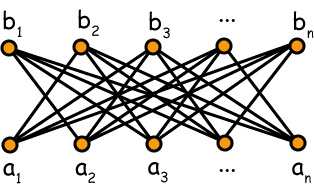 b1 b2 b3 ... bn
a1 a2 a3 ... an